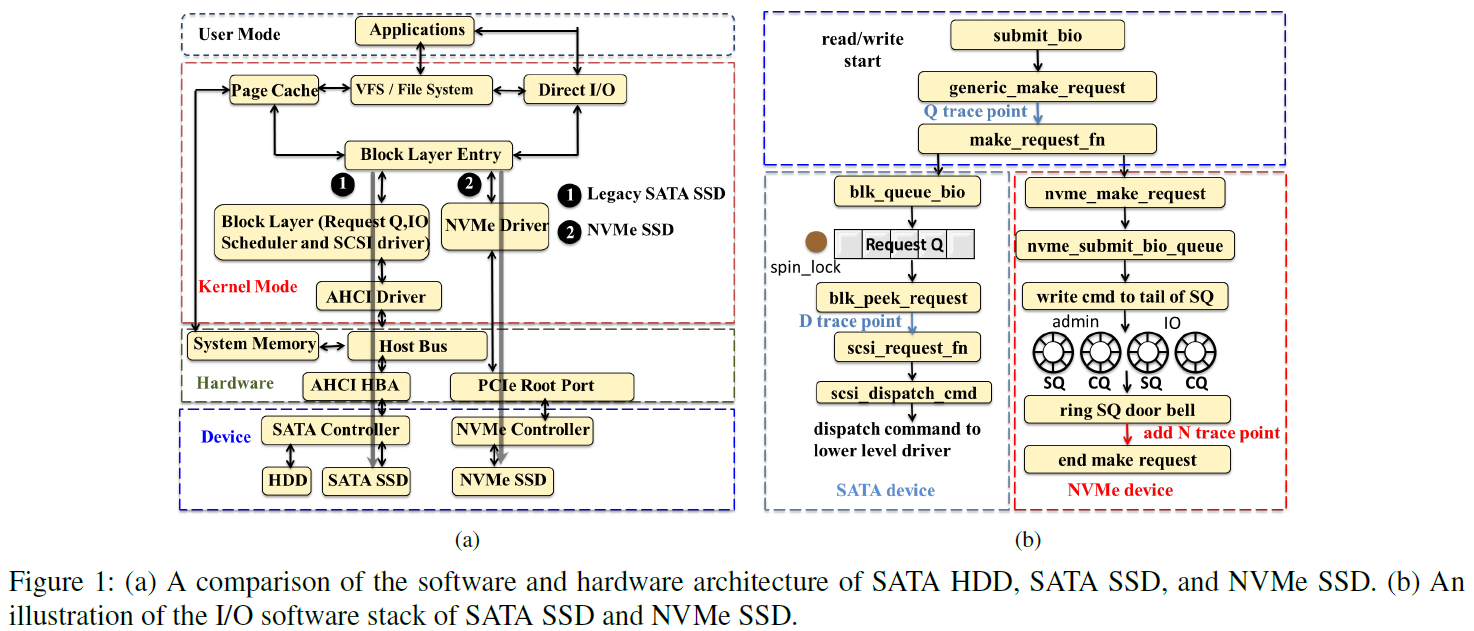 User Mode
Applications
Page Cache
VFS / File System
Direct I/O
Block Layer Entry
1
2
1 Legacy SATA SSD
Block Layer (Request Q,IO
Scheduler and SCSI driver)
NVMe Driver
2 NVMe SSD
Kernel Mode
AHCI Driver
System Memory
Host Bus
Hardware
AHCI HBA
PCIe Root Port
Device
SATA Controller
NVMe Controller
HDD
SATA SSD
NVMe SSD
(a)
read/write
start
submit_bio
generic_make_request
Q trace point
make_request_fn
blk_queue_bio
Request Q
spin_lock
blk_peek_request
D trace point
scsi_request_fn
scsi_dispatch_cmd
dispatch command to
lower level driver
SATA device
nvme_make_request
nvme_submit_bio_queue
write cmd to tail of SQ
admin
IO
SQ
CQ
SQ
CQ
ring SQ door bell
add N trace point
end make request
NVMe device
(b)
Figure 1: (a) A comparison of the software and hardware architecture of SATA HDD, SATA SSD, and NVMe SSD. (b) An
illustration of the I/O software stack of SATA SSD and NVMe SSD.